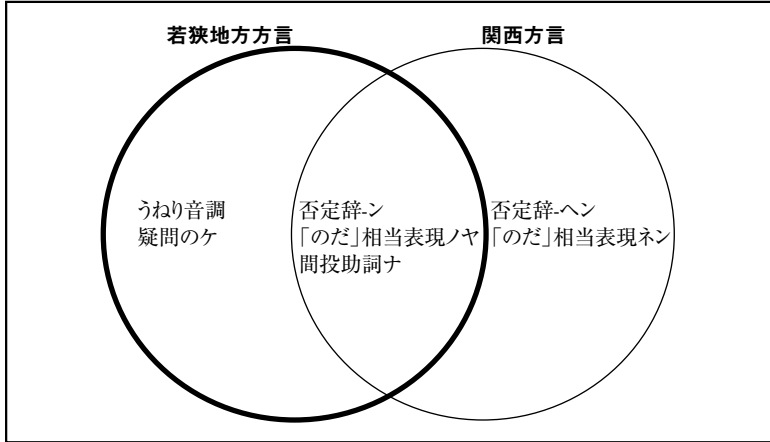 若狭地方方言
関西方言
うねり音調
疑問のケ
否定辞-ン
「のだ」相当表現ノヤ
間投助詞ナ
否定辞-ヘン
「のだ」相当表現ネン